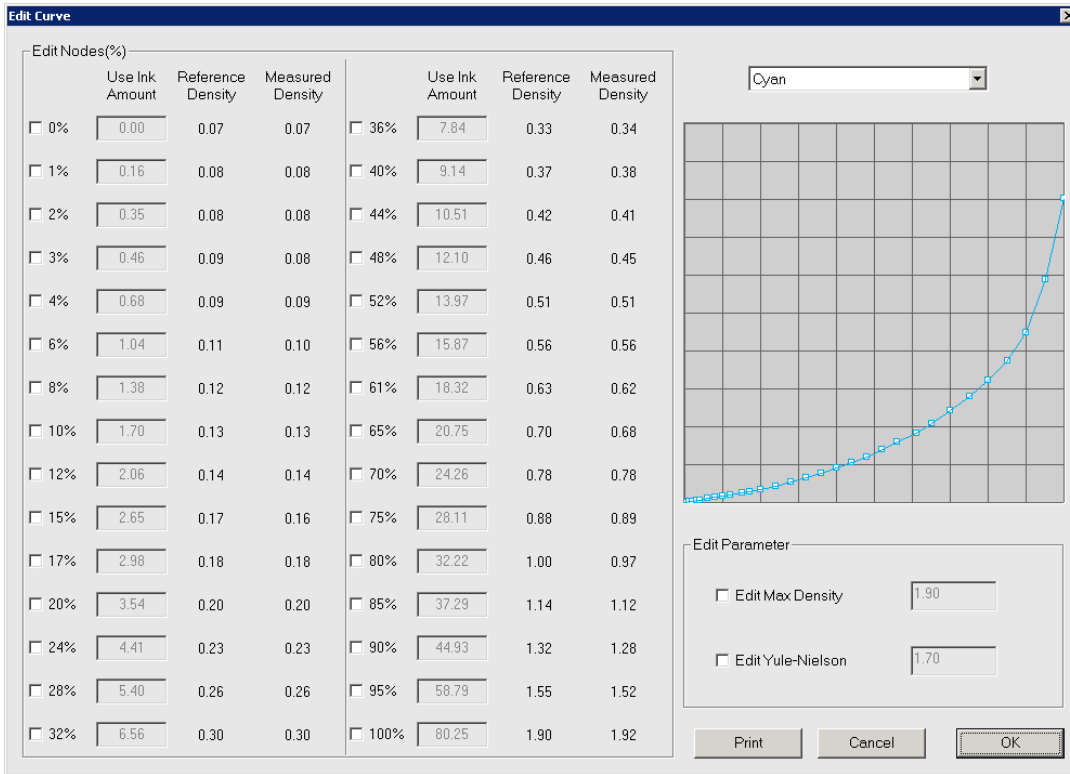 Edit Curve
Edit Nodes(%)
Use Ink Amount Reference Density Measured Density Use Ink Amount Reference Density Measured Density
0% 0.00 0.07 0.07 36% 7.84 0.33 0.34
1% 0.16 0.08 0.08 40% 9.14 0.37 0.38
2% 0.35 0.08 0.08 44% 10.51 0.42 0.41
3% 0.46 0.09 0.08 48% 12.10 0.46 0.45
4% 0.68 0.09 0.09 52% 13.97 0.51 0.51
6% 1.04 0.11 0.10 56% 15.87 0.56 0.56
8% 1.38 0.12 0.12 61% 18.32 0.63 0.62
10% 1.70 0.13 0.13 65% 20.75 0.70 0.68
12% 2.06 0.14 0.14 70% 24.26 0.78 0.78
15% 2.65 0.17 0.16 75% 28.11 0.88 0.89
17% 2.98 0.18 0.18 80% 32.22 1.00 0.97
20% 3.54 0.20 0.20 85% 37.29 1.14 1.12
24% 4.41 0.23 0.23 90% 44.93 1.32 1.28
28% 5.40 0.26 0.26 95% 58.79 1.55 1.52
32% 6.56 0.30 0.30 100% 80.25 1.90 1.92
Cyan
Edit Parameter
Edit Max Density 1.90
Edit Yule-Nielson 1.70
Print Cancel OK